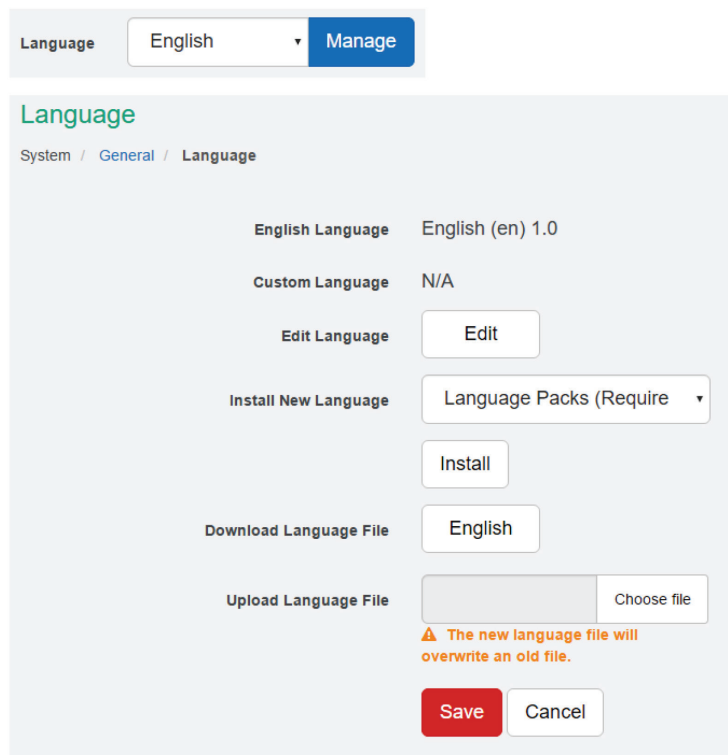 Language English Manage
Language
System / General / Language
English Language English (en) 1.0
Custom Language N/A
Edit Language Edit
Install New Language Language Packs (Require
Install
Download Language File English
Upload Language File Choose file
The new language file will
overwrite an old file.
Save Cancel